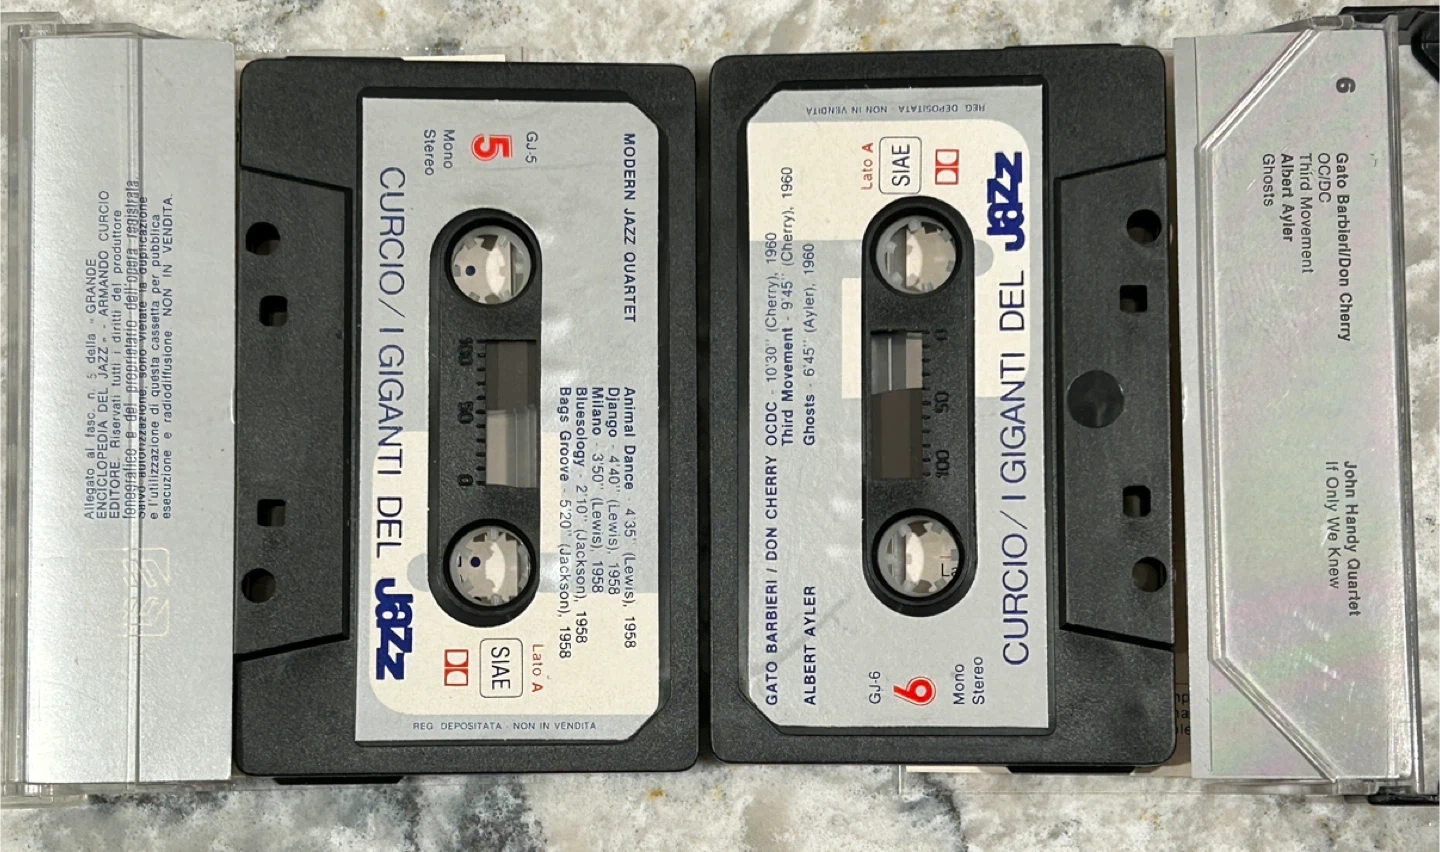 Allegato al fasc. n. 5 della «GRANDE
ENCICLOPEDIA DEL JAZZ» - ARMANDO CURCIO
EDITORE. Riservati tutti i diritti del produttore
fonografico e del proprietario dell'opera registrata.
Salvo autorizzazione, sono vietate la duplicazione
e l'utilizzazione di questa cassetta per pubblica
esecuzione e radiodiffusione NON IN VENDITA.
MODERN JAZZ QUARTET
Animal Dance - 4'35'' (Lewis), 1958
Django - 4'40'' (Lewis), 1958
Milano - 3'50'' (Lewis), 1958
Bluesology - 2'10'' (Jackson), 1958
Bags Groove - 5'20'' (Jackson), 1958
GJ-5
5
Mono
Stereo
100 50 0
Lato A
SIAE
CURCIO / I GIGANTI DEL Jazz
REG. DEPOSITATA - NON IN VENDITA
GATO BARBIERI / DON CHERRY OCDC - 10'30'' (Cherry), 1960
Third Movement - 9'45'' (Cherry), 1960
ALBERT AYLER Ghosts - 6'45'' (Ayler), 1960
Lato A
SIAE
GJ-6
6
Mono
Stereo
0 50 100
CURCIO / I GIGANTI DEL Jazz
REG. DEPOSITATA - NON IN VENDITA
6
Gato Barbieri/Don Cherry
OC/DC
Third Movement
Albert Ayler
Ghosts
John Handy Quartet
If Only We Knew